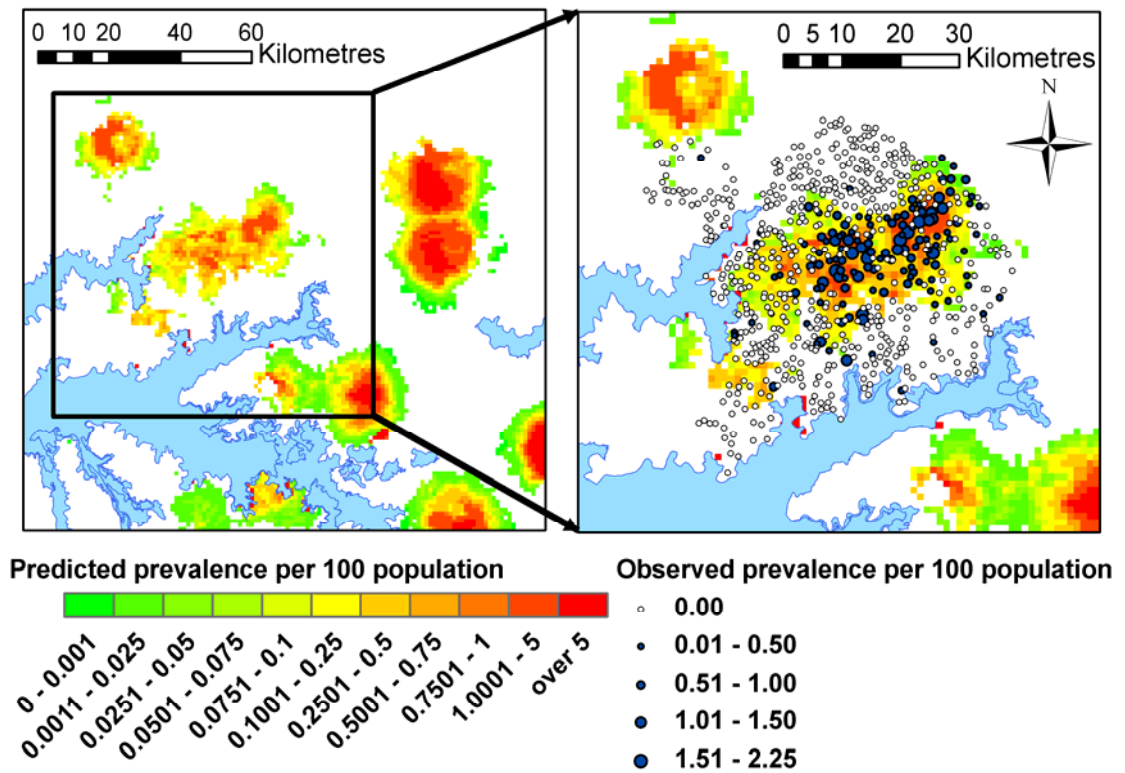 0 10 20 40 60
Kilometres
0 5 10 20 30
Kilometres
N
Predicted prevalence per 100 population
0 - 0.001
0.0011 - 0.025
0.0251 - 0.05
0.0501 - 0.075
0.0751 - 0.1
0.1001 - 0.25
0.2501 - 0.5
0.5001 - 0.75
0.7501 - 1
1.0001 - 5
over 5
Observed prevalence per 100 population
0.00
0.01 - 0.50
0.51 - 1.00
1.01 - 1.50
1.51 - 2.25